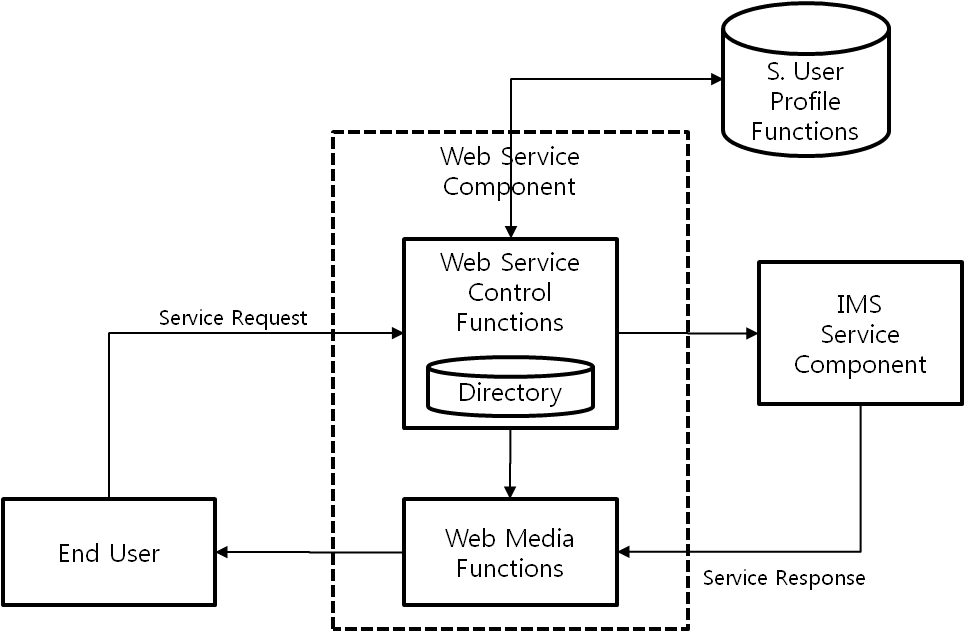 S. User
Profile
Functions
Web Service
Component
Web Service
Control
Functions
Directory
Service Request
IMS
Service
Component
End User
Web Media
Functions
Service Response